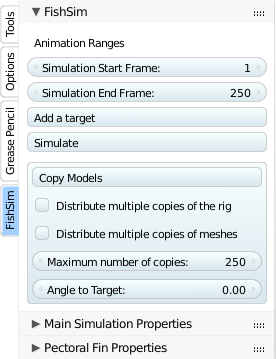 Tools
Options
Grease Pencil
FishSim
FishSim
Animation Ranges
Simulation Start Frame: 1
Simulation End Frame: 250
Add a target
Simulate
Copy Models
Distribute multiple copies of the rig
Distribute multiple copies of meshes
Maximum number of copies: 250
Angle to Target: 0.00
Main Simulation Properties
Pectoral Fin Properties